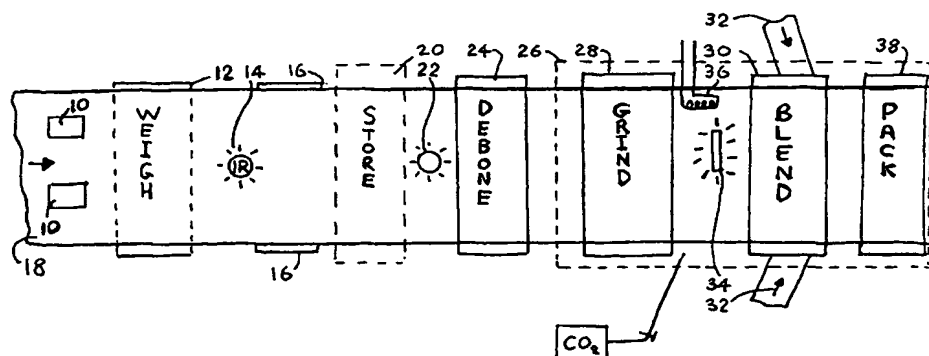 32
20
24
26
28
30
38
12
14
16
10
22
36
WEIGH
IR
STORE
DEBONE
GRIND
BLEND
PACK
10
18
16
34
32
CO2